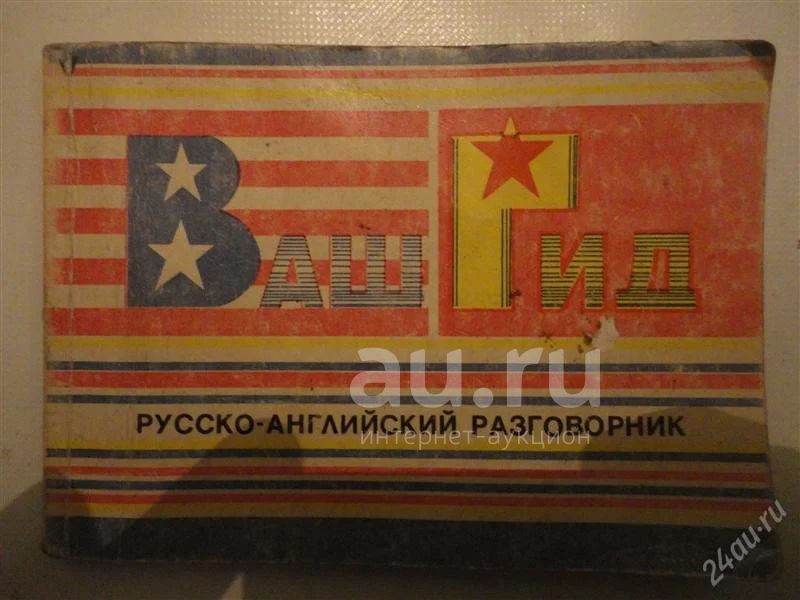 Ваш Гид
au.ru
РУССКО-АНГЛИЙСКИЙ РАЗГОВОРНИК
интернет-аукцион
24au.ru